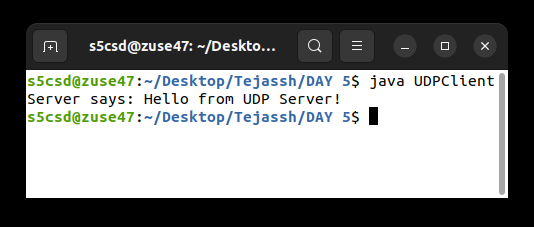 s5csd@zuse47: ~/Deskto...
s5csd@zuse47:~/Desktop/Tejassh/DAY 5$ java UDPClient
Server says: Hello from UDP Server!
s5csd@zuse47:~/Desktop/Tejassh/DAY 5$